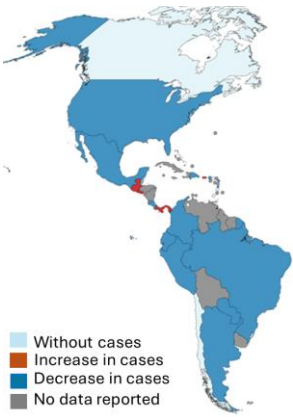 Without cases
Increase in cases
Decrease in cases
No data reported